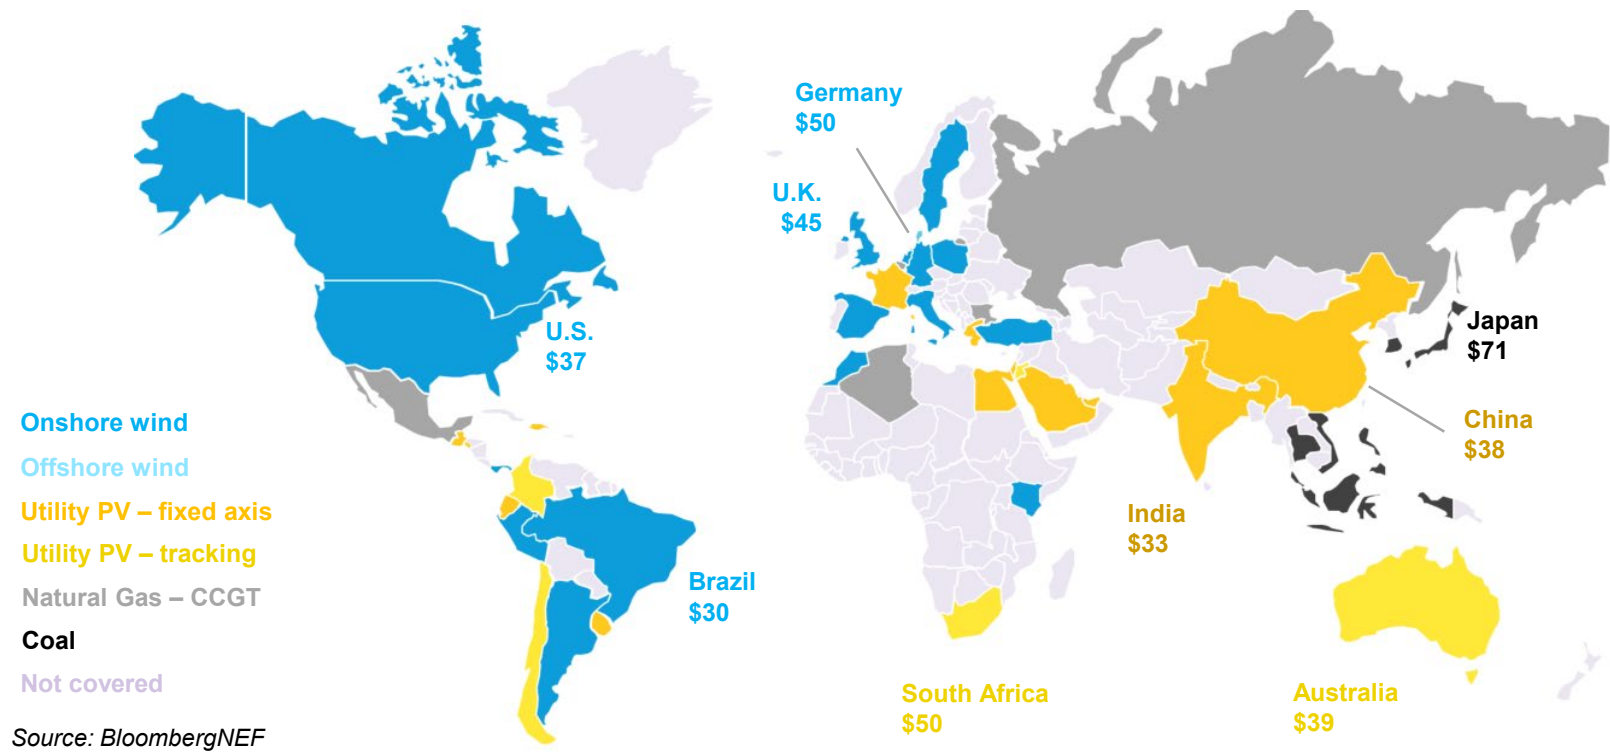 Germany
$50
U.K.
$45
U.S.
$37
Japan
$71
China
$38
India
$33
Brazil
$30
South Africa
$50
Australia
$39
Onshore wind
Offshore wind
Utility PV – fixed axis
Utility PV – tracking
Natural Gas – CCGT
Coal
Not covered
Source: BloombergNEF